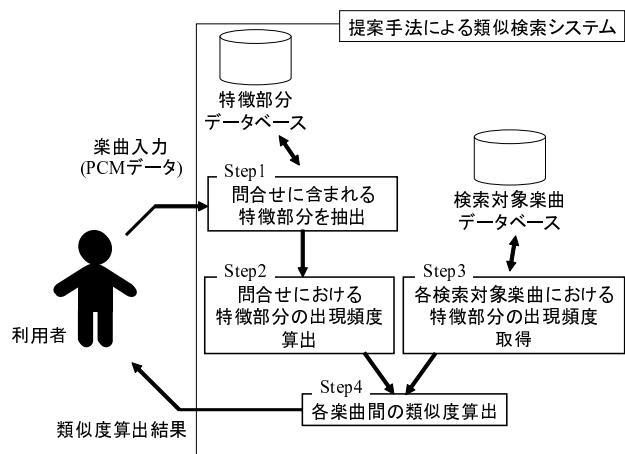 提案手法による類似検索システム
特徴部分
データベース
楽曲入力
(PCMデータ)
Step1
問合せに含まれる
特徴部分を抽出
検索対象楽曲
データベース
Step2
問合せにおける
特徴部分の出現頻度
算出
Step3
各検索対象楽曲における
特徴部分の出現頻度
取得
利用者
Step4
各楽曲間の類似度算出
類似度算出結果